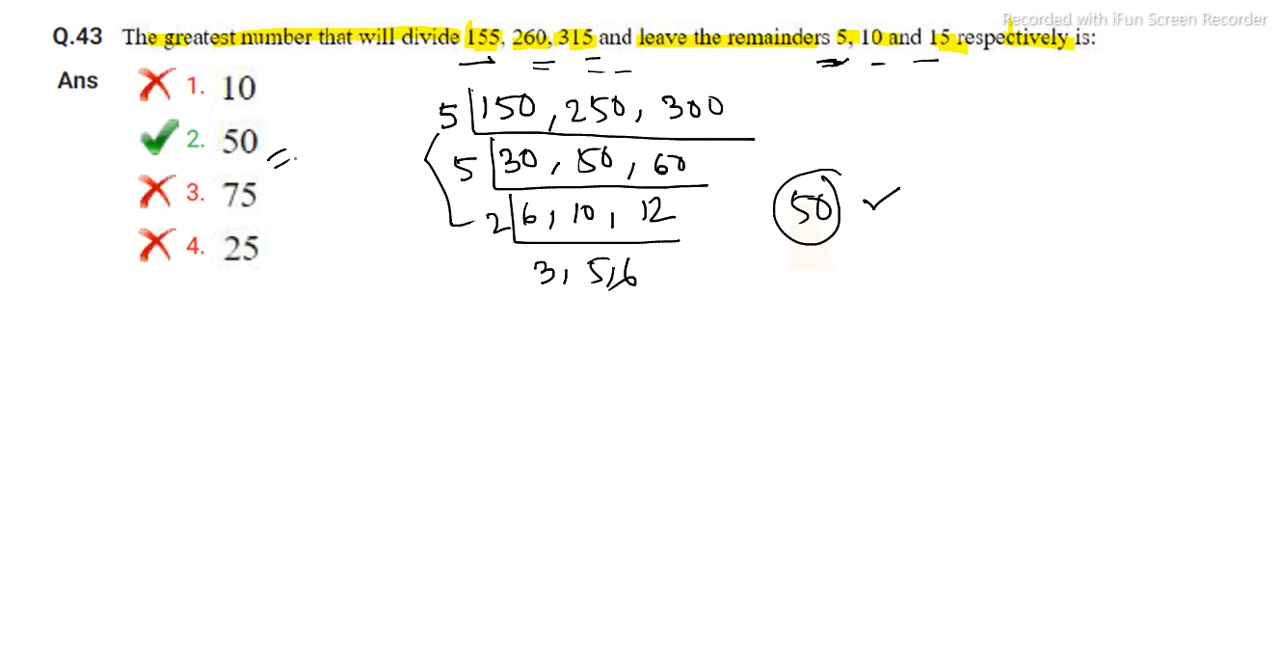 Recorded with iFun Screen Recorder
Q.43 The greatest number that will divide 155, 260, 315 and leave the remainders 5, 10 and 15 respectively is:
Ans 1. 10
2. 50
3. 75
4. 25
5 150, 250, 300
5 30, 50, 60
2 6, 10, 12
3, 5, 6
50